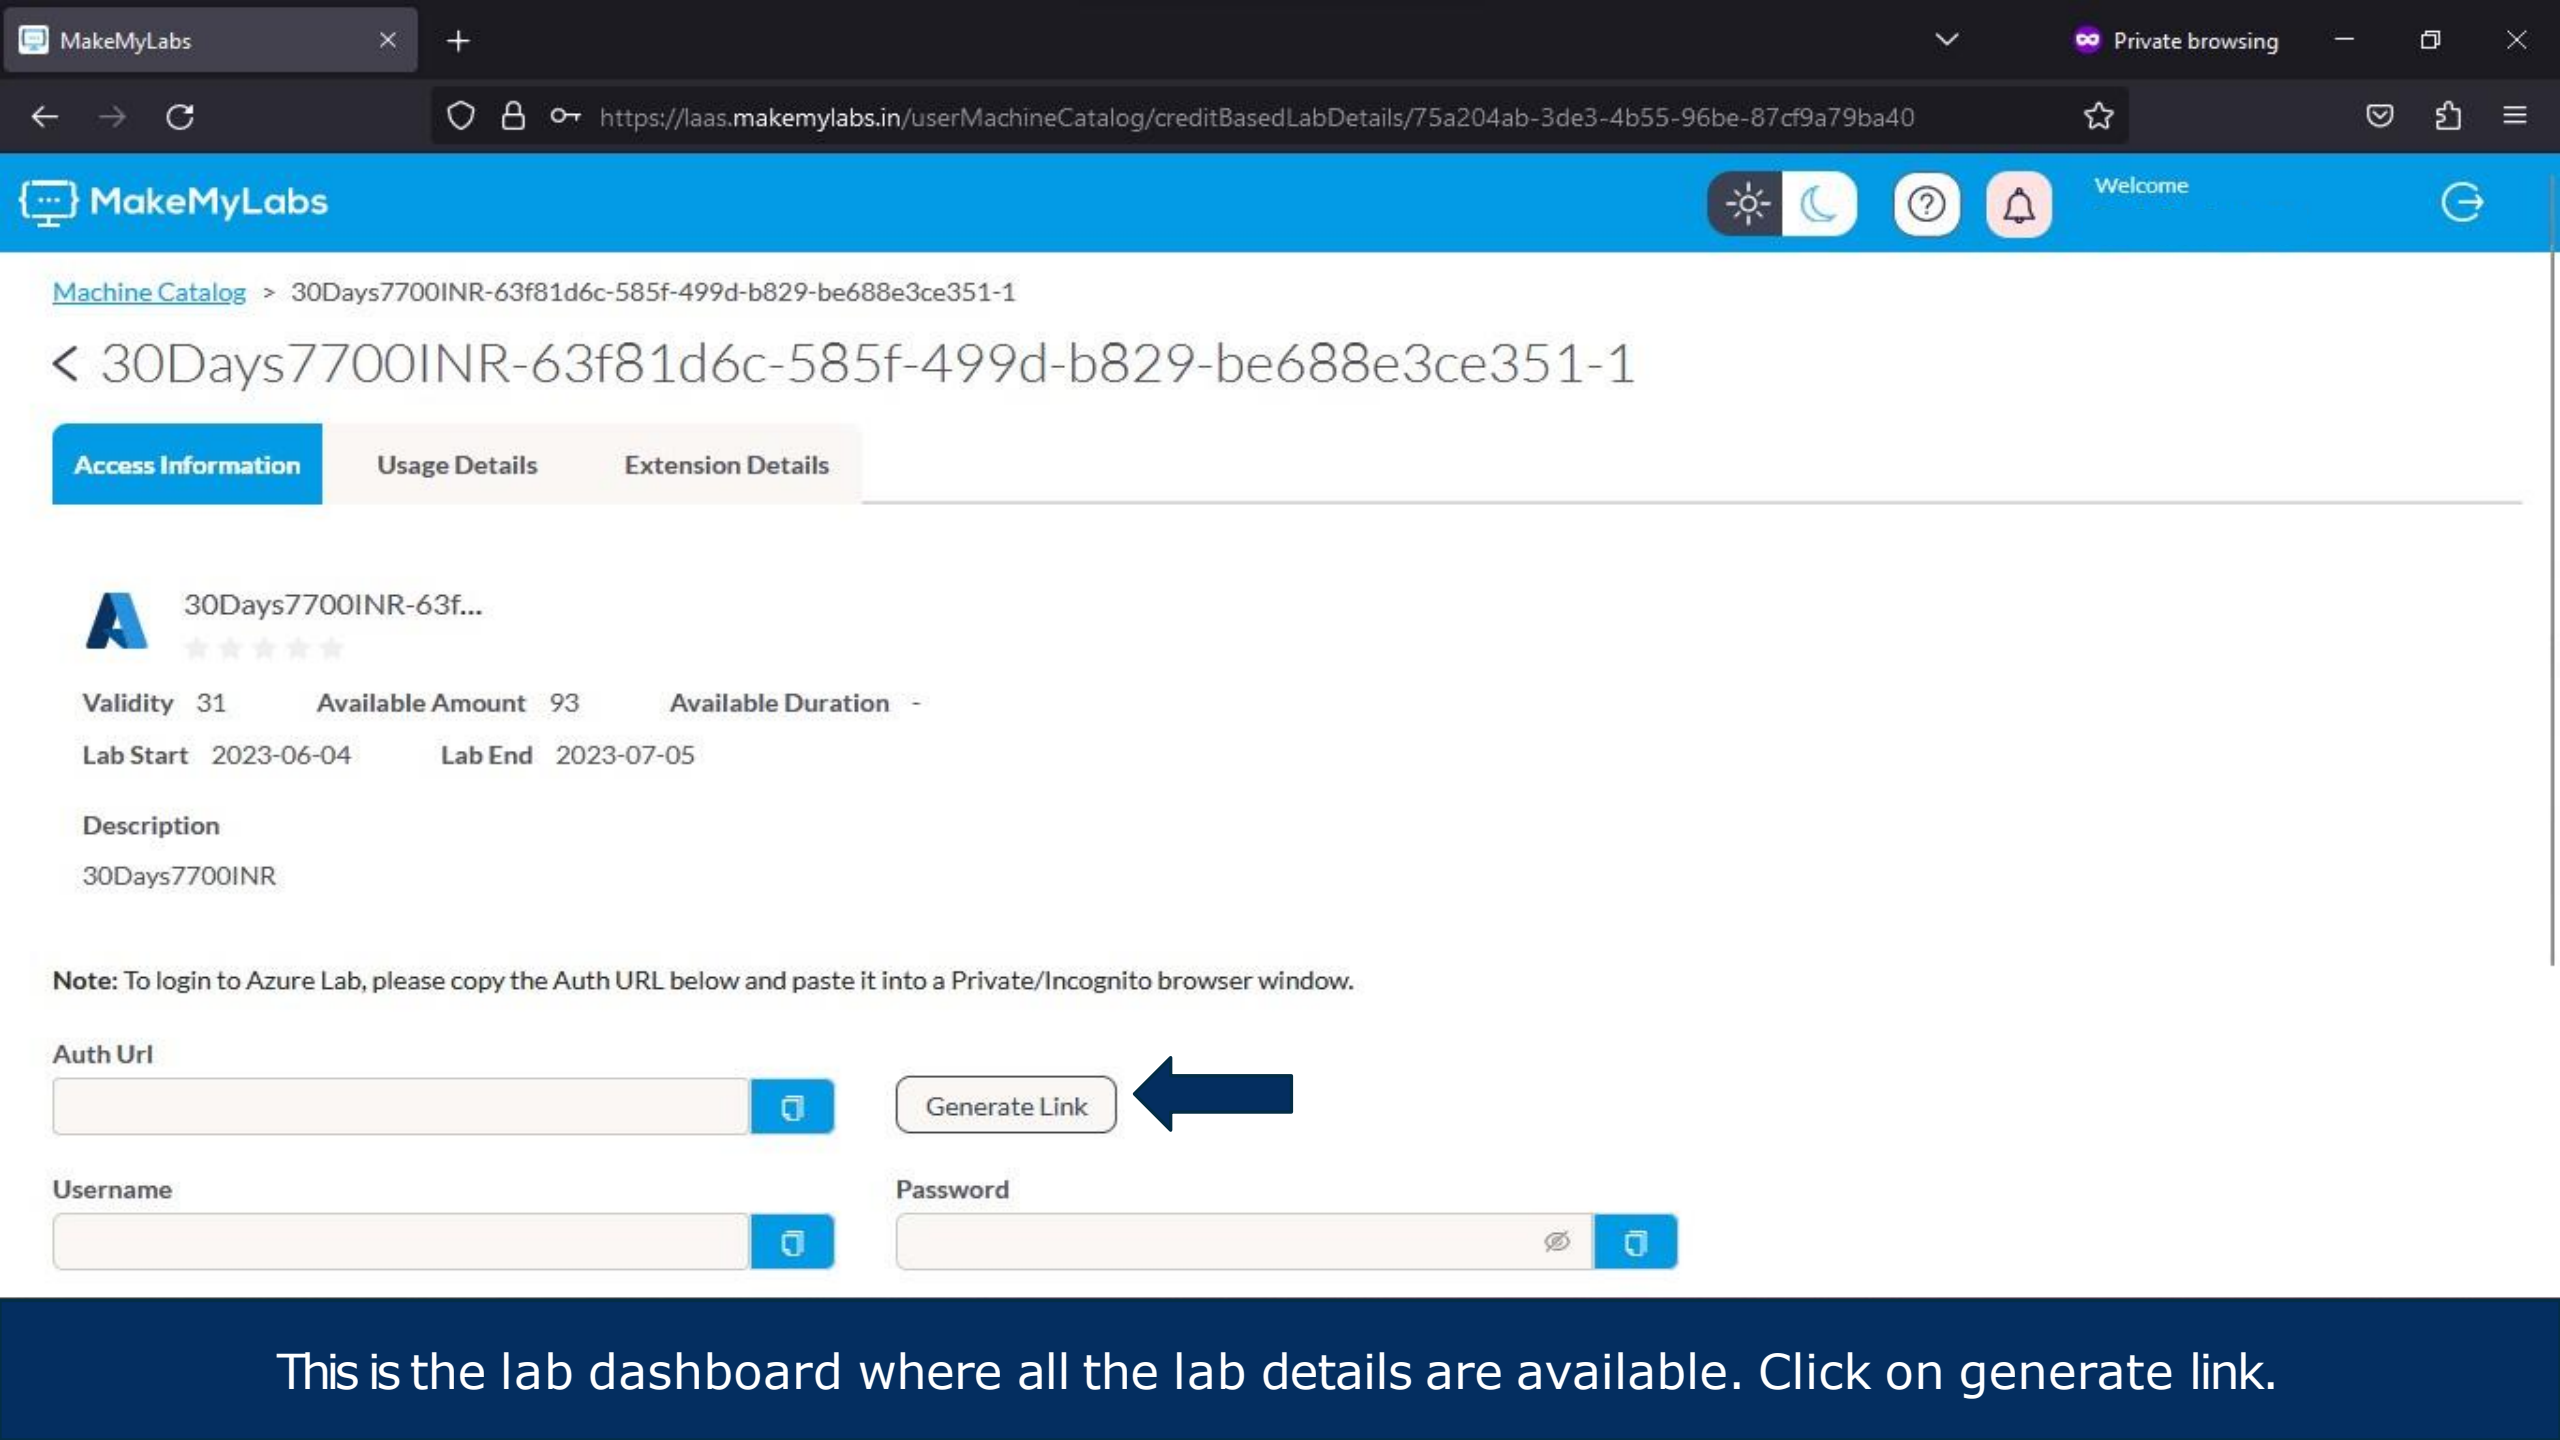 MakeMyLabs
Private browsing
https://laas.makemylabs.in/userMachineCatalog/creditBasedLabDetails/75a204ab-3de3-4b55-96be-87cf9a79ba40
MakeMyLabs
Welcome
Machine Catalog > 30Days7700INR-63f81d6c-585f-499d-b829-be688e3ce351-1
< 30Days7700INR-63f81d6c-585f-499d-b829-be688e3ce351-1
Access Information Usage Details Extension Details
30Days7700INR-63f...
Validity 31 Available Amount 93 Available Duration -
Lab Start 2023-06-04 Lab End 2023-07-05
Description
30Days7700INR
Note: To login to Azure Lab, please copy the Auth URL below and paste it into a Private/Incognito browser window.
Auth Url
Generate Link
Username Password
This is the lab dashboard where all the lab details are available. Click on generate link.